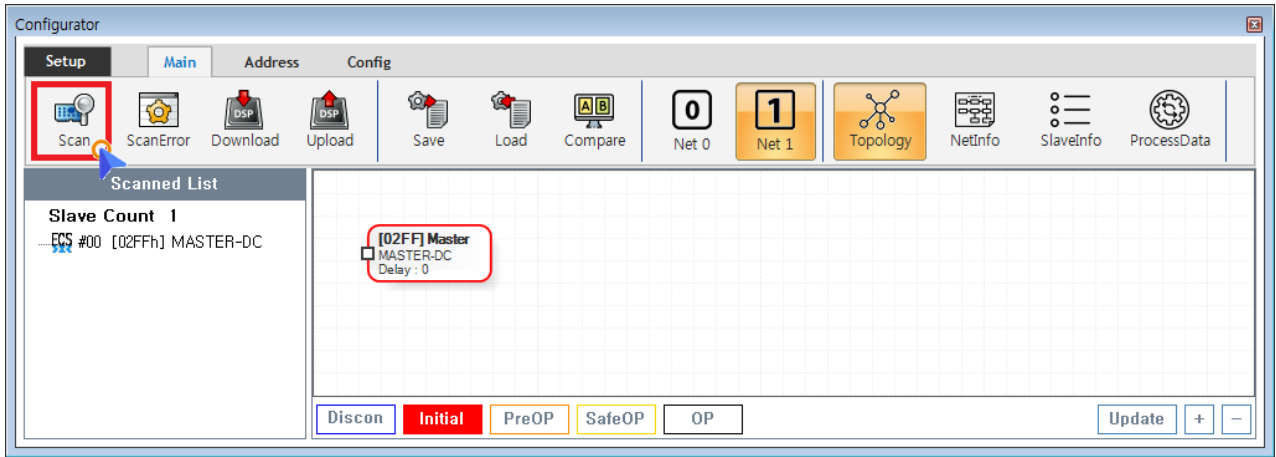 Configurator
Setup Main Address Config
Scan ScanError Download Upload Save Load Compare Net 0 Net 1 Topology NetInfo SlaveInfo ProcessData
DSP DSP A B 0 1
Scanned List
Slave Count 1
ECS #00 [02FFh] MASTER-DC
[02FF] Master
MASTER-DC
Delay : 0
Discon Initial PreOP SafeOP OP Update + −